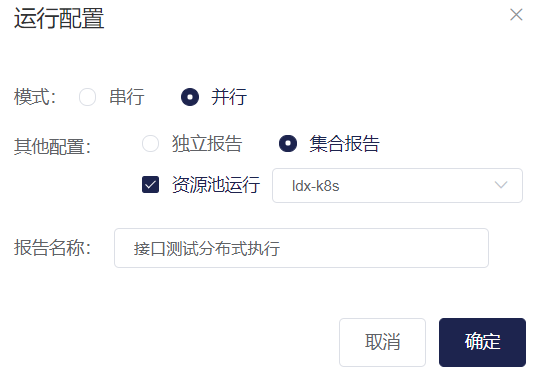 运行配置
模式： 串行 并行
其他配置： 独立报告 集合报告
资源池运行 ldx-k8s
报告名称： 接口测试分布式执行
取消 确定